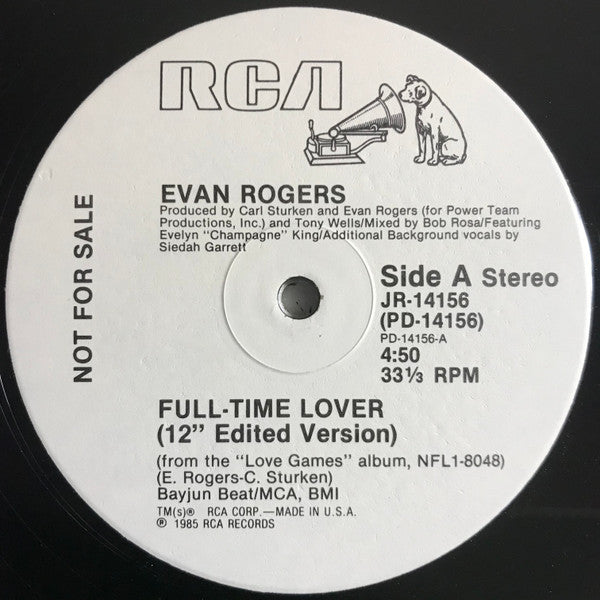 RCA
EVAN ROGERS
Produced by Carl Sturken and Evan Rogers (for Power Team
Productions, Inc.) and Tony Wells/Mixed by Bob Rosa/Featuring
Evelyn "Champagne" King/Additional Background vocals by
Siedah Garrett
NOT FOR SALE
Side A Stereo
JR-14156
(PD-14156)
PD-14156-A
4:50
33⅓ RPM
FULL-TIME LOVER
(12" Edited Version)
(from the "Love Games" album, NFL1-8048)
(E. Rogers-C. Sturken)
Bayjun Beat/MCA, BMI
TM(s)® RCA CORP.—MADE IN U.S.A.
℗ 1985 RCA RECORDS